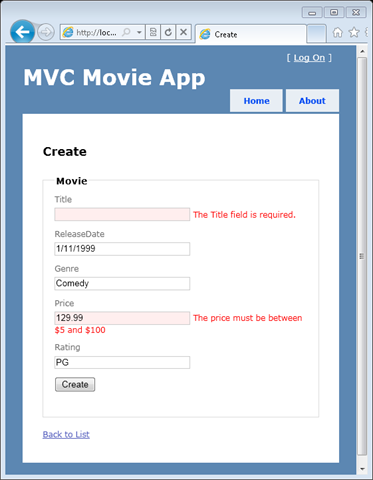 http://loc...
Create
[ Log On ]
MVC Movie App
Home
About
Create
Movie
Title
The Title field is required.
ReleaseDate
1/11/1999
Genre
Comedy
Price
129.99 The price must be between
$5 and $100
Rating
PG
Create
Back to List